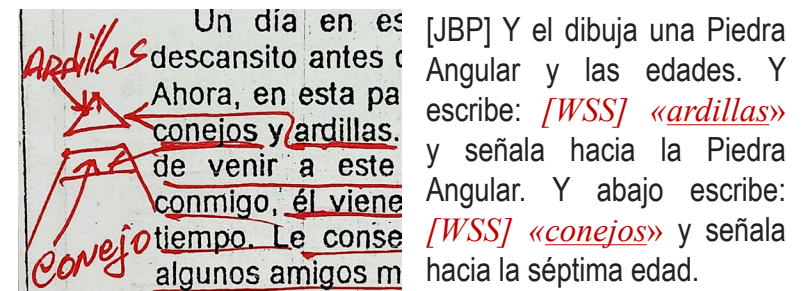 Un día en es
ARdillAS
descansito antes d
Ahora, en esta pa
conejos y ardillas.
de venir a este
conmigo, él viene
tiempo. Le conse
CoNejo
algunos amigos m
[JBP] Y el dibuja una Piedra
Angular y las edades. Y
escribe: [WSS] «ardillas»
y señala hacia la Piedra
Angular. Y abajo escribe:
[WSS] «conejos» y señala
hacia la séptima edad.